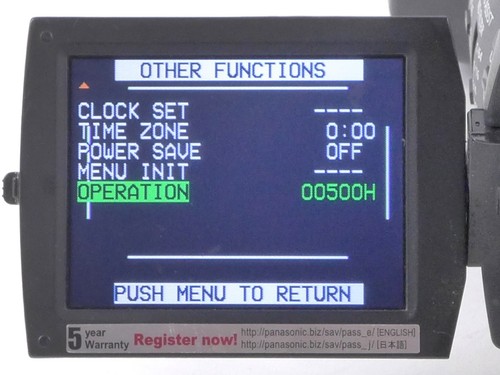 OTHER FUNCTIONS
CLOCK SET ----
TIME ZONE 0:00
POWER SAVE OFF
MENU INIT ----
OPERATION 00500H
PUSH MENU TO RETURN
5 year Warranty Register now! http://panasonic.biz/sav/pass_e/ [ENGLISH]
http://panasonic.biz/sav/pass_j/ [日本語]